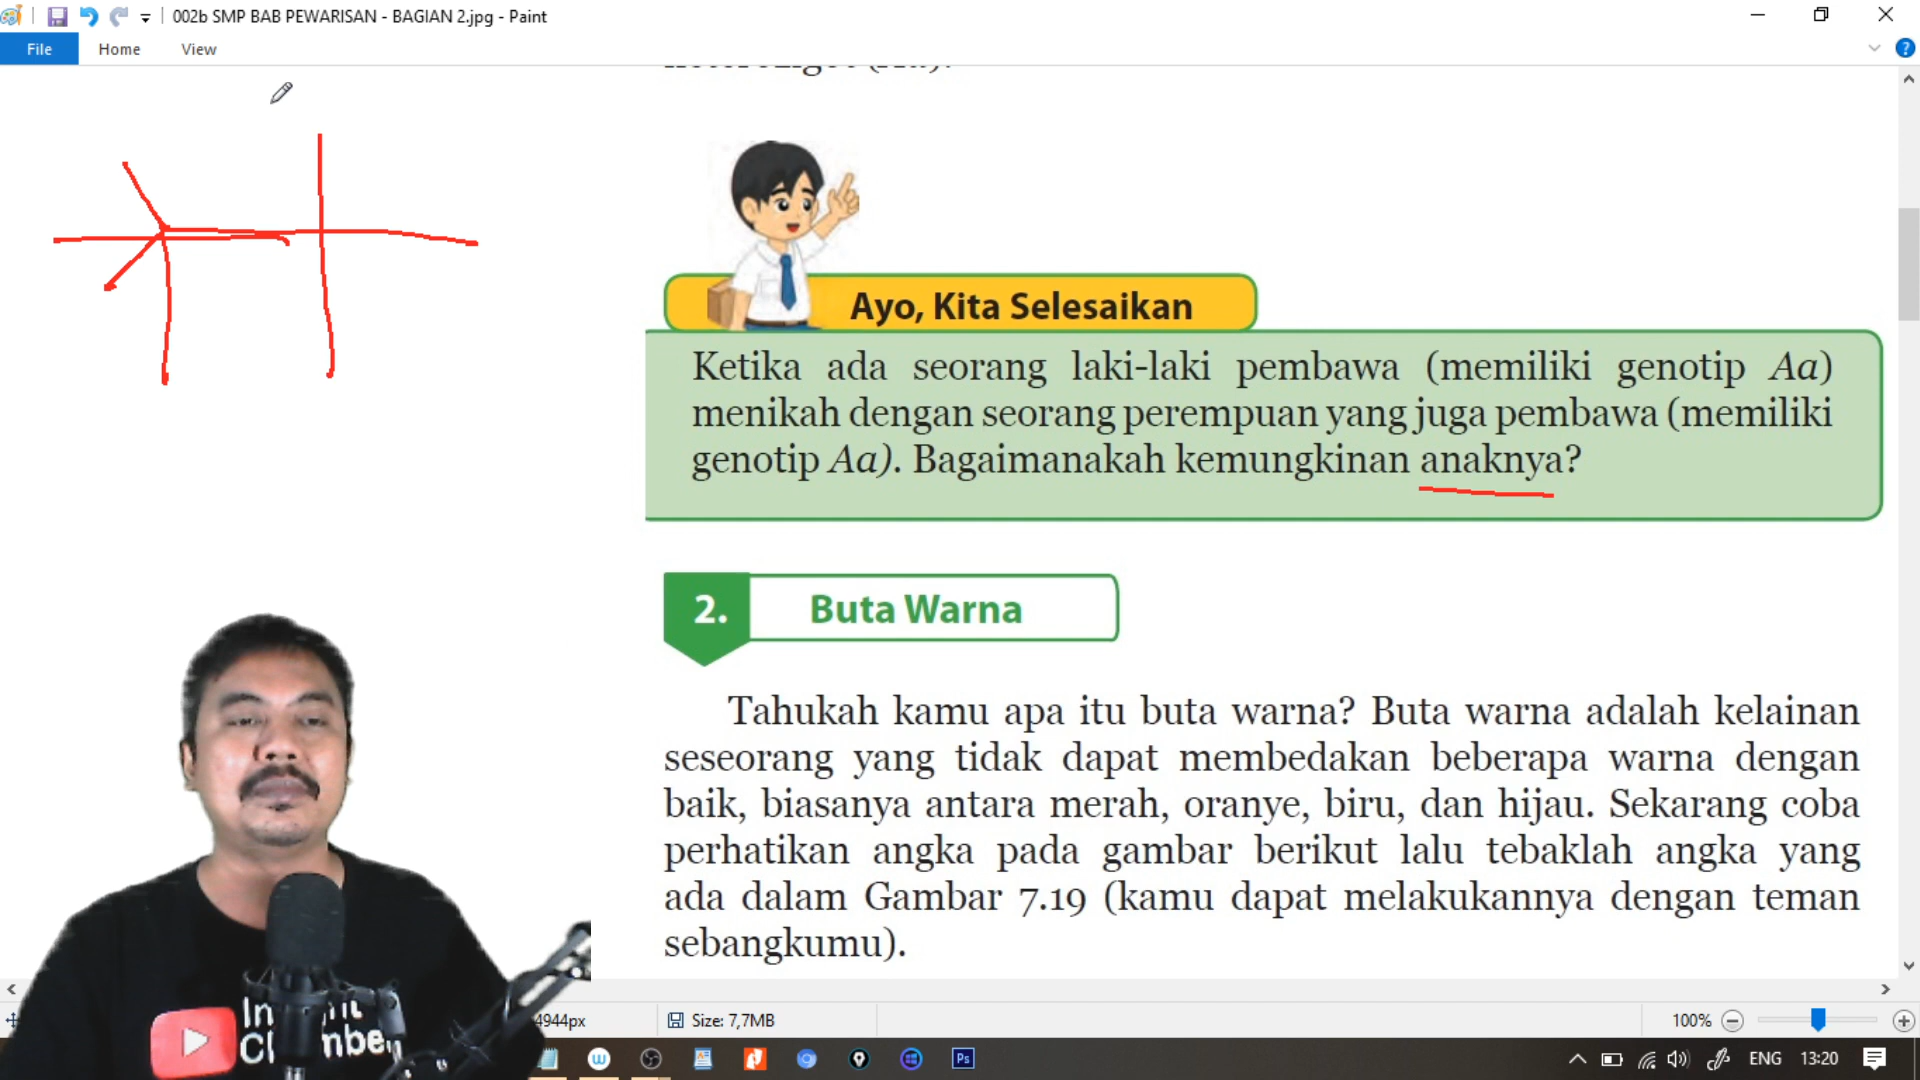 002b SMP BAB PEWARISAN - BAGIAN 2.jpg - Paint
File Home View
Ayo, Kita Selesaikan
Ketika ada seorang laki-laki pembawa (memiliki genotip Aa)
menikah dengan seorang perempuan yang juga pembawa (memiliki
genotip Aa). Bagaimanakah kemungkinan anaknya?
2. Buta Warna
Tahukah kamu apa itu buta warna? Buta warna adalah kelainan
seseorang yang tidak dapat membedakan beberapa warna dengan
baik, biasanya antara merah, oranye, biru, dan hijau. Sekarang coba
perhatikan angka pada gambar berikut lalu tebaklah angka yang
ada dalam Gambar 7.19 (kamu dapat melakukannya dengan teman
sebangkumu).
4944px Size: 7,7MB 100%
Ps ENG 13:20